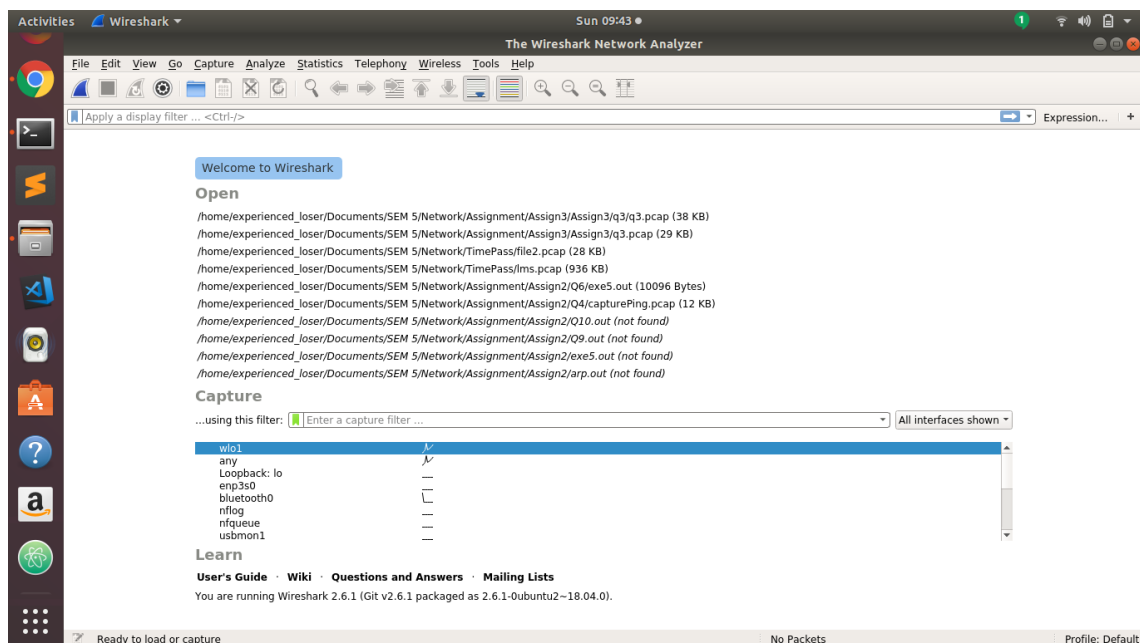 Activities Wireshark Sun 09:43 1
The Wireshark Network Analyzer
File Edit View Go Capture Analyze Statistics Telephony Wireless Tools Help
Apply a display filter ... <Ctrl-/> Expression... +
Welcome to Wireshark
Open
/home/experienced_loser/Documents/SEM 5/Network/Assignment/Assign3/Assign3/q3/q3.pcap (38 KB)
/home/experienced_loser/Documents/SEM 5/Network/Assignment/Assign3/Assign3/q3.pcap (29 KB)
/home/experienced_loser/Documents/SEM 5/Network/TimePass/file2.pcap (28 KB)
/home/experienced_loser/Documents/SEM 5/Network/TimePass/lms.pcap (936 KB)
/home/experienced_loser/Documents/SEM 5/Network/Assignment/Assign2/Q6/exe5.out (10096 Bytes)
/home/experienced_loser/Documents/SEM 5/Network/Assignment/Assign2/Q4/capturePing.pcap (12 KB)
/home/experienced_loser/Documents/SEM 5/Network/Assignment/Assign2/Q10.out (not found)
/home/experienced_loser/Documents/SEM 5/Network/Assignment/Assign2/Q9.out (not found)
/home/experienced_loser/Documents/SEM 5/Network/Assignment/Assign2/exe5.out (not found)
/home/experienced_loser/Documents/SEM 5/Network/Assignment/Assign2/arp.out (not found)
Capture
...using this filter: Enter a capture filter ... All interfaces shown
wlo1
any
Loopback: lo
enp3s0
bluetooth0
nflog
nfqueue
usbmon1
Learn
User's Guide · Wiki · Questions and Answers · Mailing Lists
You are running Wireshark 2.6.1 (Git v2.6.1 packaged as 2.6.1-0ubuntu2~18.04.0).
Ready to load or capture No Packets Profile: Default